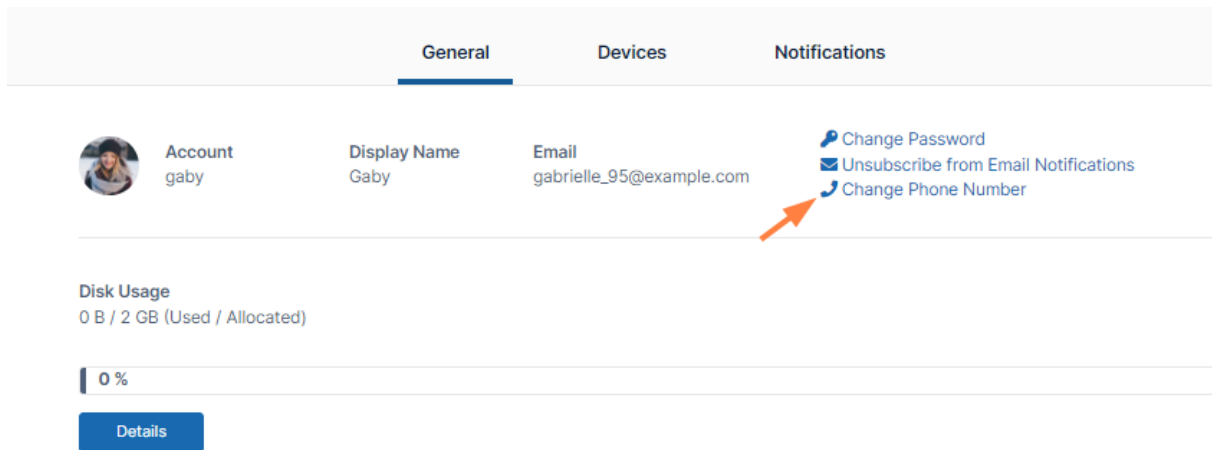 General Devices Notifications
Account Display Name Email
gaby Gaby gabrielle_95@example.com
Change Password
Unsubscribe from Email Notifications
Change Phone Number
Disk Usage
0 B / 2 GB (Used / Allocated)
0 %
Details